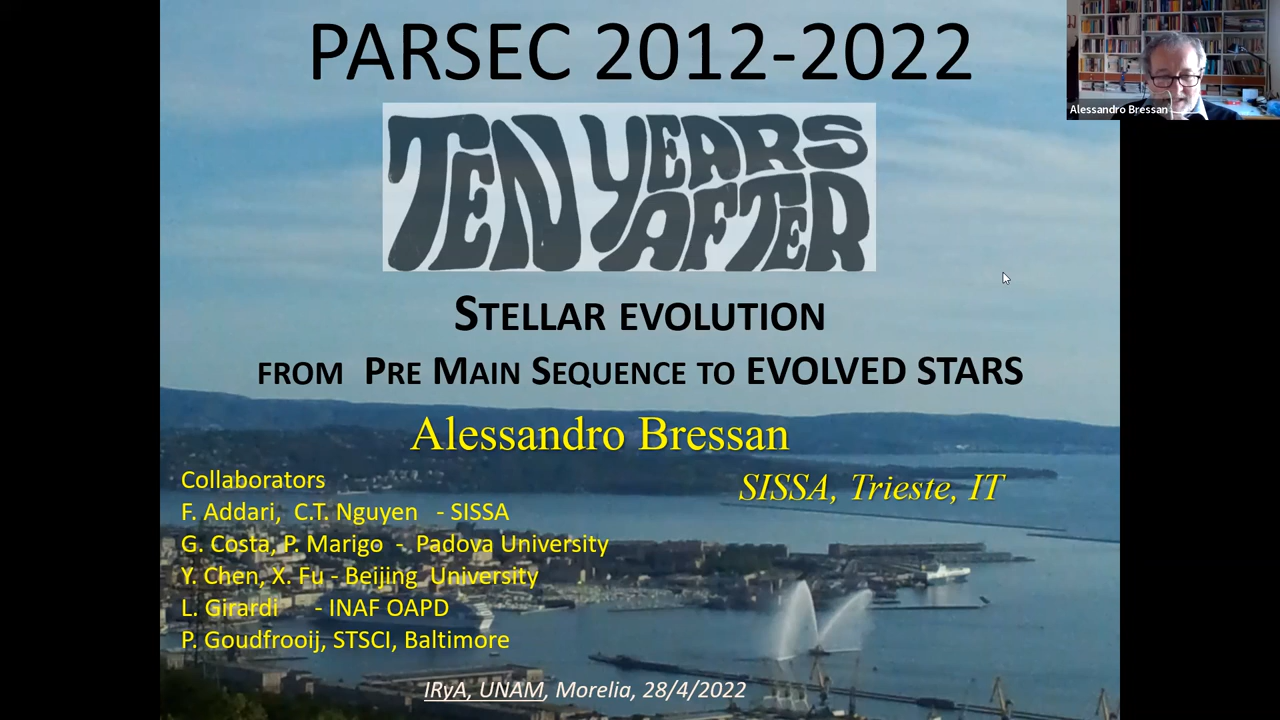 PARSEC 2012-2022
Alessandro Bressan
TEN YEARS
AFTER
STELLAR EVOLUTION
FROM PRE MAIN SEQUENCE TO EVOLVED STARS
Alessandro Bressan
SISSA, Trieste, IT
Collaborators
F. Addari, C.T. Nguyen - SISSA
G. Costa, P. Marigo - Padova University
Y. Chen, X. Fu - Beijing University
L. Girardi - INAF OAPD
P. Goudfrooij, STSCI, Baltimore
IRyA, UNAM, Morelia, 28/4/2022